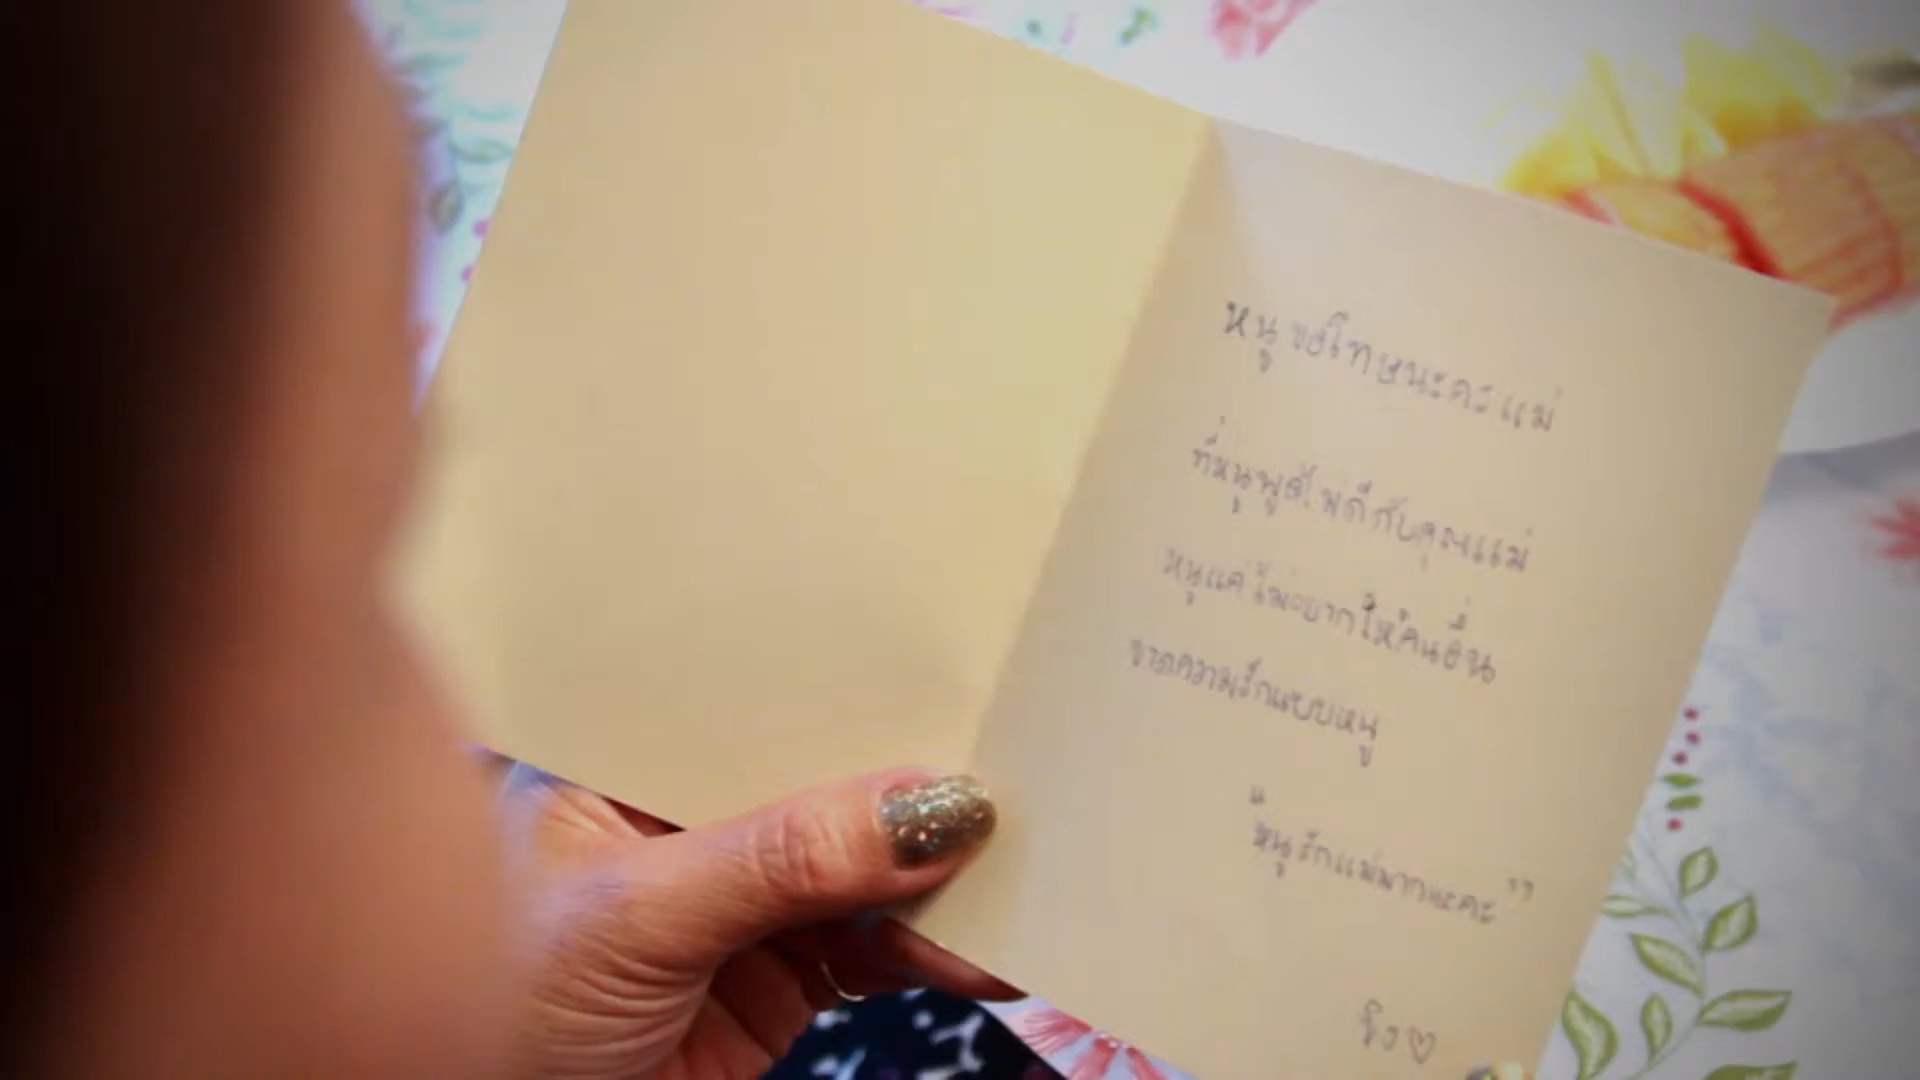 หนูขอโทษนะคะแม่
ที่หนูพูดไม่ดีกับคุณแม่
หนูแค่ไม่อยากให้คนอื่น
ขาดความรักแบบหนู
"หนูรักแม่มากนะคะ"